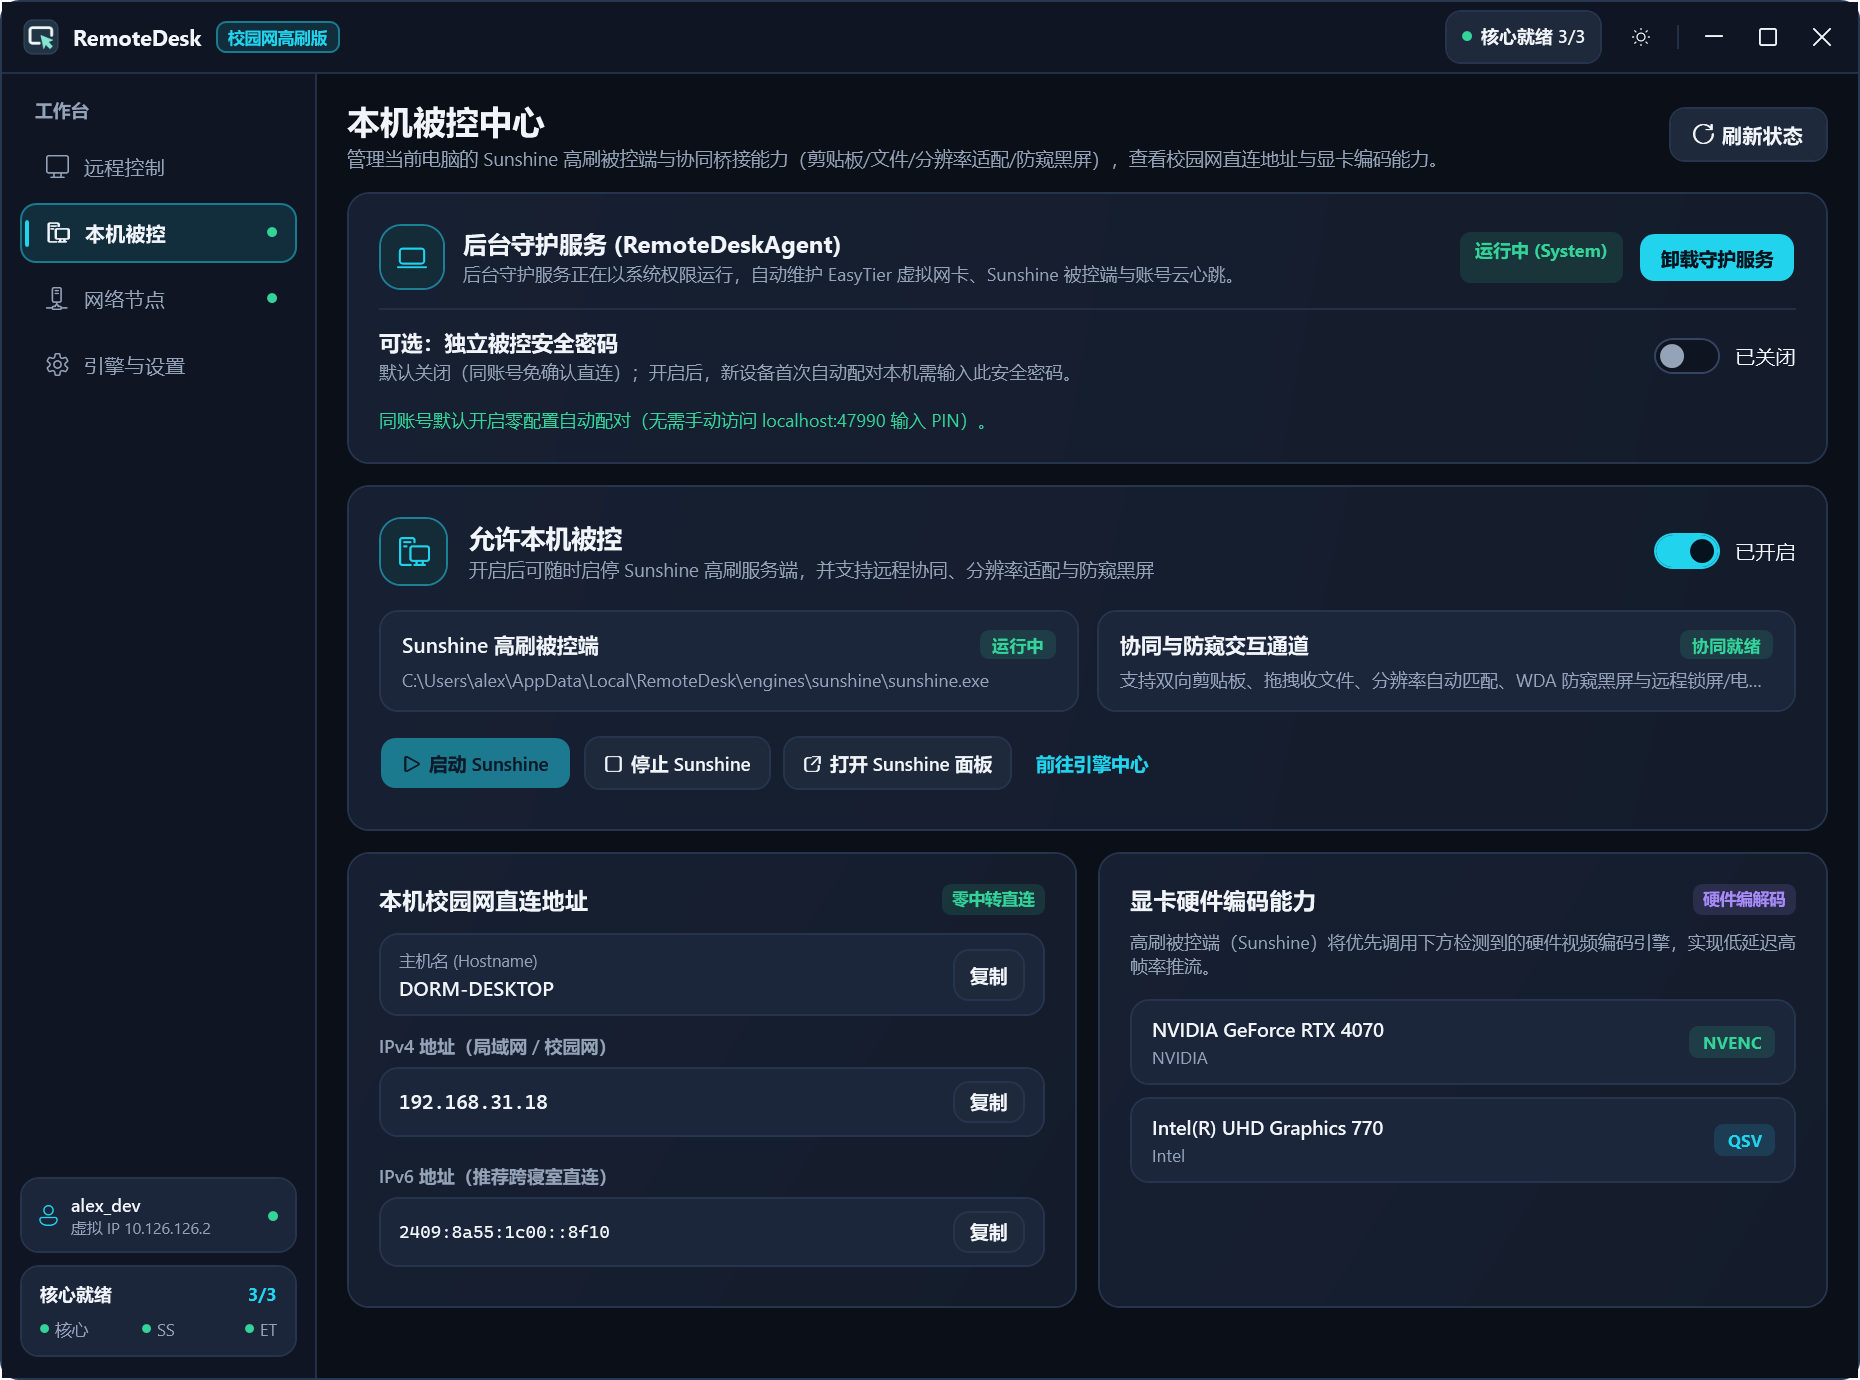 RemoteDesk 校园网高刷版
核心就绪 3/3
工作台
远程控制
本机被控
网络节点
引擎与设置
alex_dev
虚拟 IP 10.126.126.2
核心就绪 3/3
核心 SS ET
本机被控中心
管理当前电脑的 Sunshine 高刷被控端与协同桥接能力（剪贴板/文件/分辨率适配/防窥黑屏），查看校园网直连地址与显卡编码能力。
刷新状态
后台守护服务 (RemoteDeskAgent)
后台守护服务正在以系统权限运行，自动维护 EasyTier 虚拟网卡、Sunshine 被控端与账号云心跳。
运行中 (System)
卸载守护服务
可选：独立被控安全密码
默认关闭（同账号免确认直连）；开启后，新设备首次自动配对本机需输入此安全密码。
已关闭
同账号默认开启零配置自动配对（无需手动访问 localhost:47990 输入 PIN）。
允许本机被控
开启后可随时启停 Sunshine 高刷服务端，并支持远程协同、分辨率适配与防窥黑屏
已开启
Sunshine 高刷被控端
运行中
C:\Users\alex\AppData\Local\RemoteDesk\engines\sunshine\sunshine.exe
协同与防窥交互通道
协同就绪
支持双向剪贴板、拖拽收文件、分辨率自动匹配、WDA 防窥黑屏与远程锁屏/电...
启动 Sunshine
停止 Sunshine
打开 Sunshine 面板
前往引擎中心
本机校园网直连地址
零中转直连
主机名 (Hostname)
DORM-DESKTOP
复制
IPv4 地址（局域网 / 校园网）
192.168.31.18
复制
IPv6 地址（推荐跨寝室直连）
2409:8a55:1c00::8f10
复制
显卡硬件编码能力
硬件编解码
高刷被控端（Sunshine）将优先调用下方检测到的硬件视频编码引擎，实现低延迟高
帧率推流。
NVIDIA GeForce RTX 4070
NVIDIA
NVENC
Intel(R) UHD Graphics 770
Intel
QSV